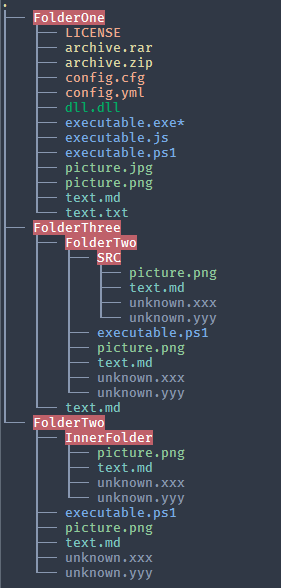 .
├── FolderOne
│   ├── LICENSE
│   ├── archive.rar
│   ├── archive.zip
│   ├── config.cfg
│   ├── config.yml
│   ├── dll.dll
│   ├── executable.exe*
│   ├── executable.js
│   ├── executable.ps1
│   ├── picture.jpg
│   ├── picture.png
│   ├── text.md
│   └── text.txt
├── FolderThree
│   ├── FolderTwo
│   │   ├── SRC
│   │   │   ├── picture.png
│   │   │   ├── text.md
│   │   │   ├── unknown.xxx
│   │   │   └── unknown.yyy
│   │   ├── executable.ps1
│   │   ├── picture.png
│   │   ├── text.md
│   │   ├── unknown.xxx
│   │   └── unknown.yyy
│   └── text.md
└── FolderTwo
    ├── InnerFolder
    │   ├── picture.png
    │   ├── text.md
    │   ├── unknown.xxx
    │   └── unknown.yyy
    ├── executable.ps1
    ├── picture.png
    ├── text.md
    ├── unknown.xxx
    └── unknown.yyy